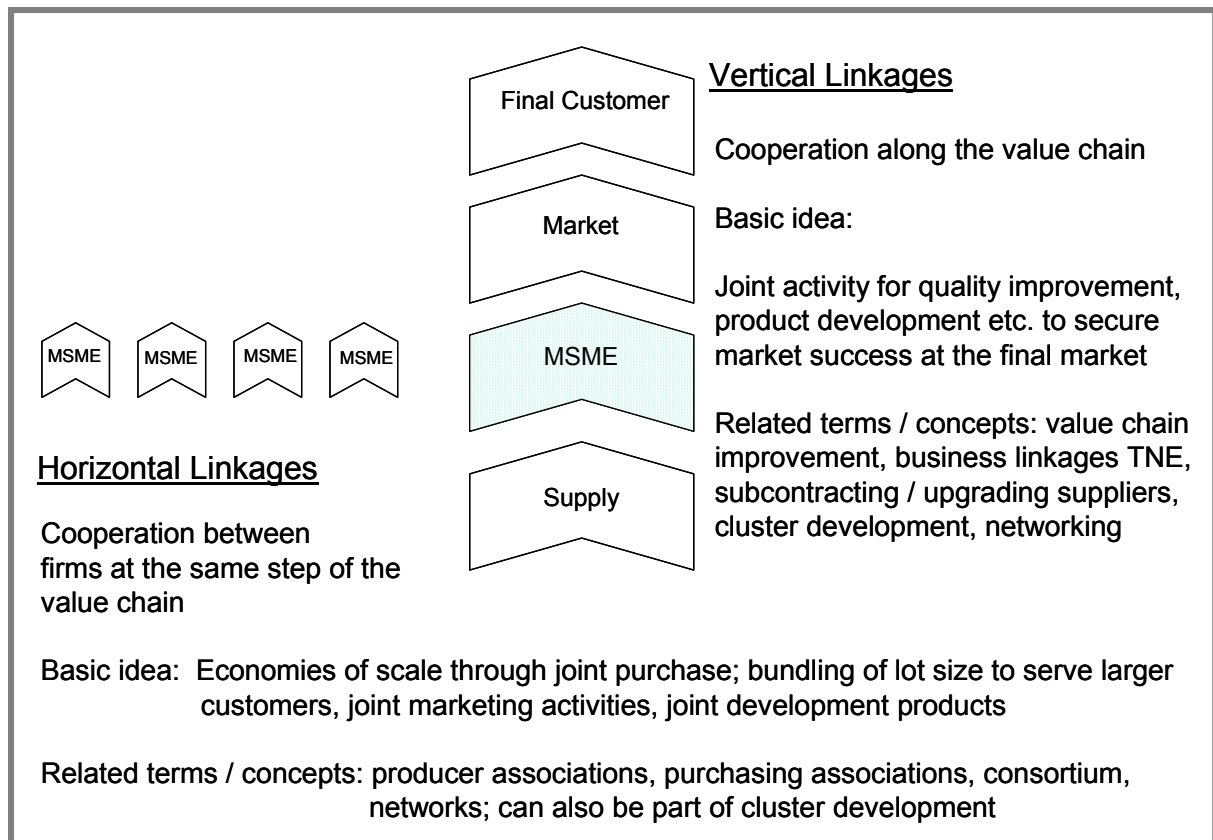 Final Customer
Market
MSME
Supply
Vertical Linkages
Cooperation along the value chain
Basic idea:
Joint activity for quality improvement,
product development etc. to secure
market success at the final market
Related terms / concepts: value chain
improvement, business linkages TNE,
subcontracting / upgrading suppliers,
cluster development, networking
MSME
MSME
MSME
MSME
Horizontal Linkages
Cooperation between
firms at the same step of the
value chain
Basic idea: Economies of scale through joint purchase; bundling of lot size to serve larger
customers, joint marketing activities, joint development products
Related terms / concepts: producer associations, purchasing associations, consortium,
networks; can also be part of cluster development